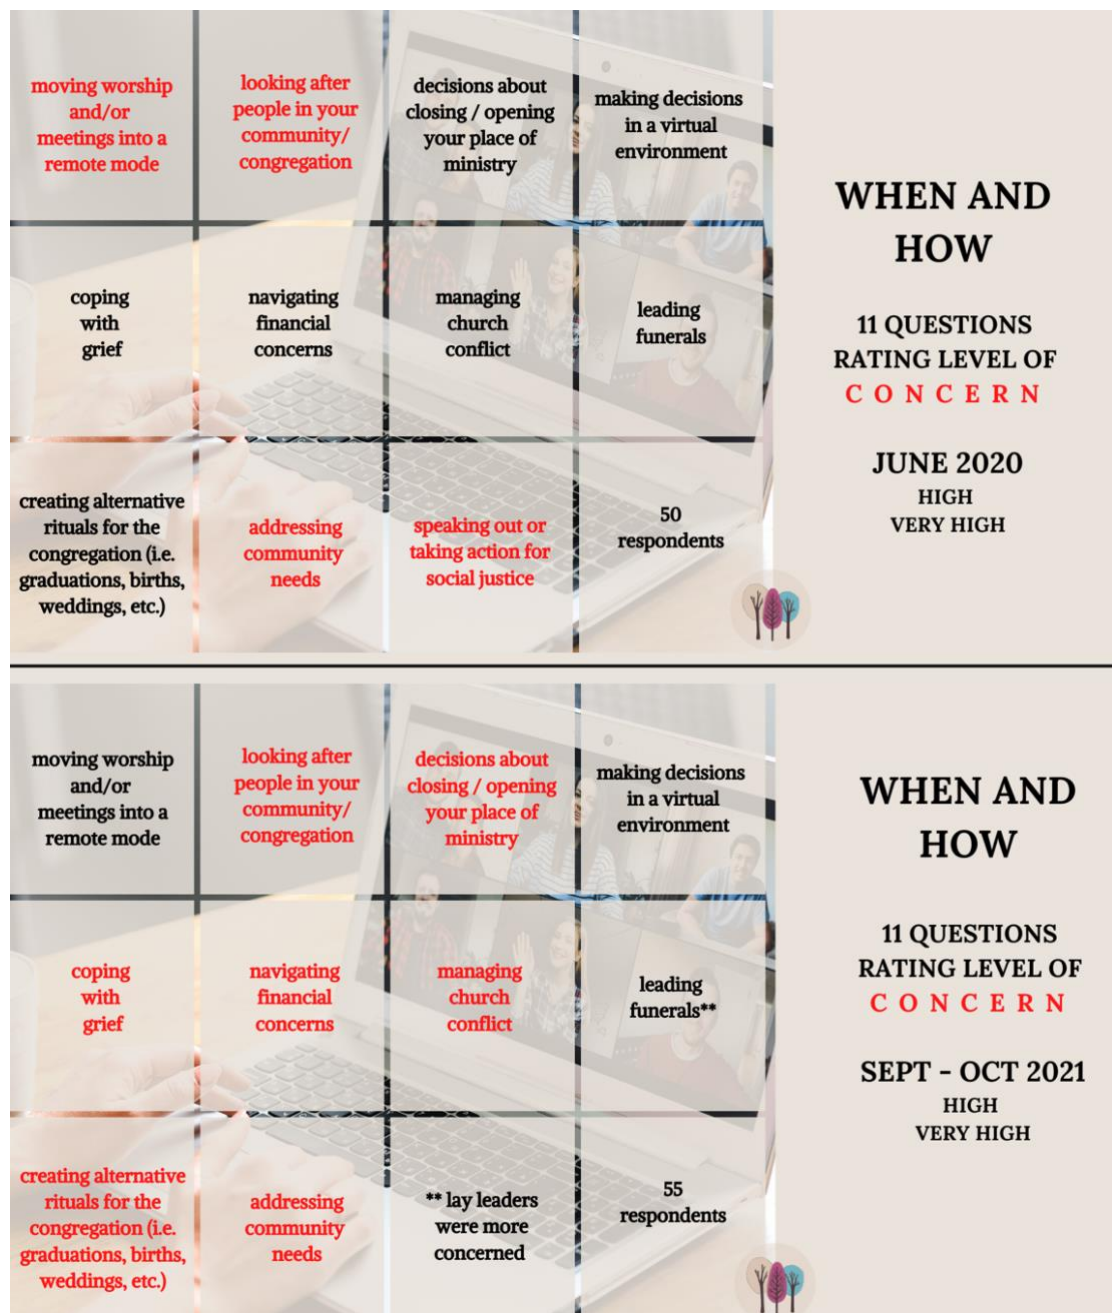 moving worship
and/or
meetings into a
remote mode
looking after
people in your
community/
congregation
decisions about
closing / opening
your place of
ministry
making decisions
in a virtual
environment
coping
with
grief
navigating
financial
concerns
managing
church
conflict
leading
funerals
creating alternative
rituals for the
congregation (i.e.
graduations, births,
weddings, etc.)
addressing
community
needs
speaking out or
taking action for
social justice
50
respondents
WHEN AND
HOW
11 QUESTIONS
RATING LEVEL OF
CONCERN
JUNE 2020
HIGH
VERY HIGH
moving worship
and/or
meetings into a
remote mode
looking after
people in your
community/
congregation
decisions about
closing / opening
your place of
ministry
making decisions
in a virtual
environment
coping
with
grief
navigating
financial
concerns
managing
church
conflict
leading
funerals**
creating alternative
rituals for the
congregation (i.e.
graduations, births,
weddings, etc.)
addressing
community
needs
** lay leaders
were more
concerned
55
respondents
WHEN AND
HOW
11 QUESTIONS
RATING LEVEL OF
CONCERN
SEPT - OCT 2021
HIGH
VERY HIGH